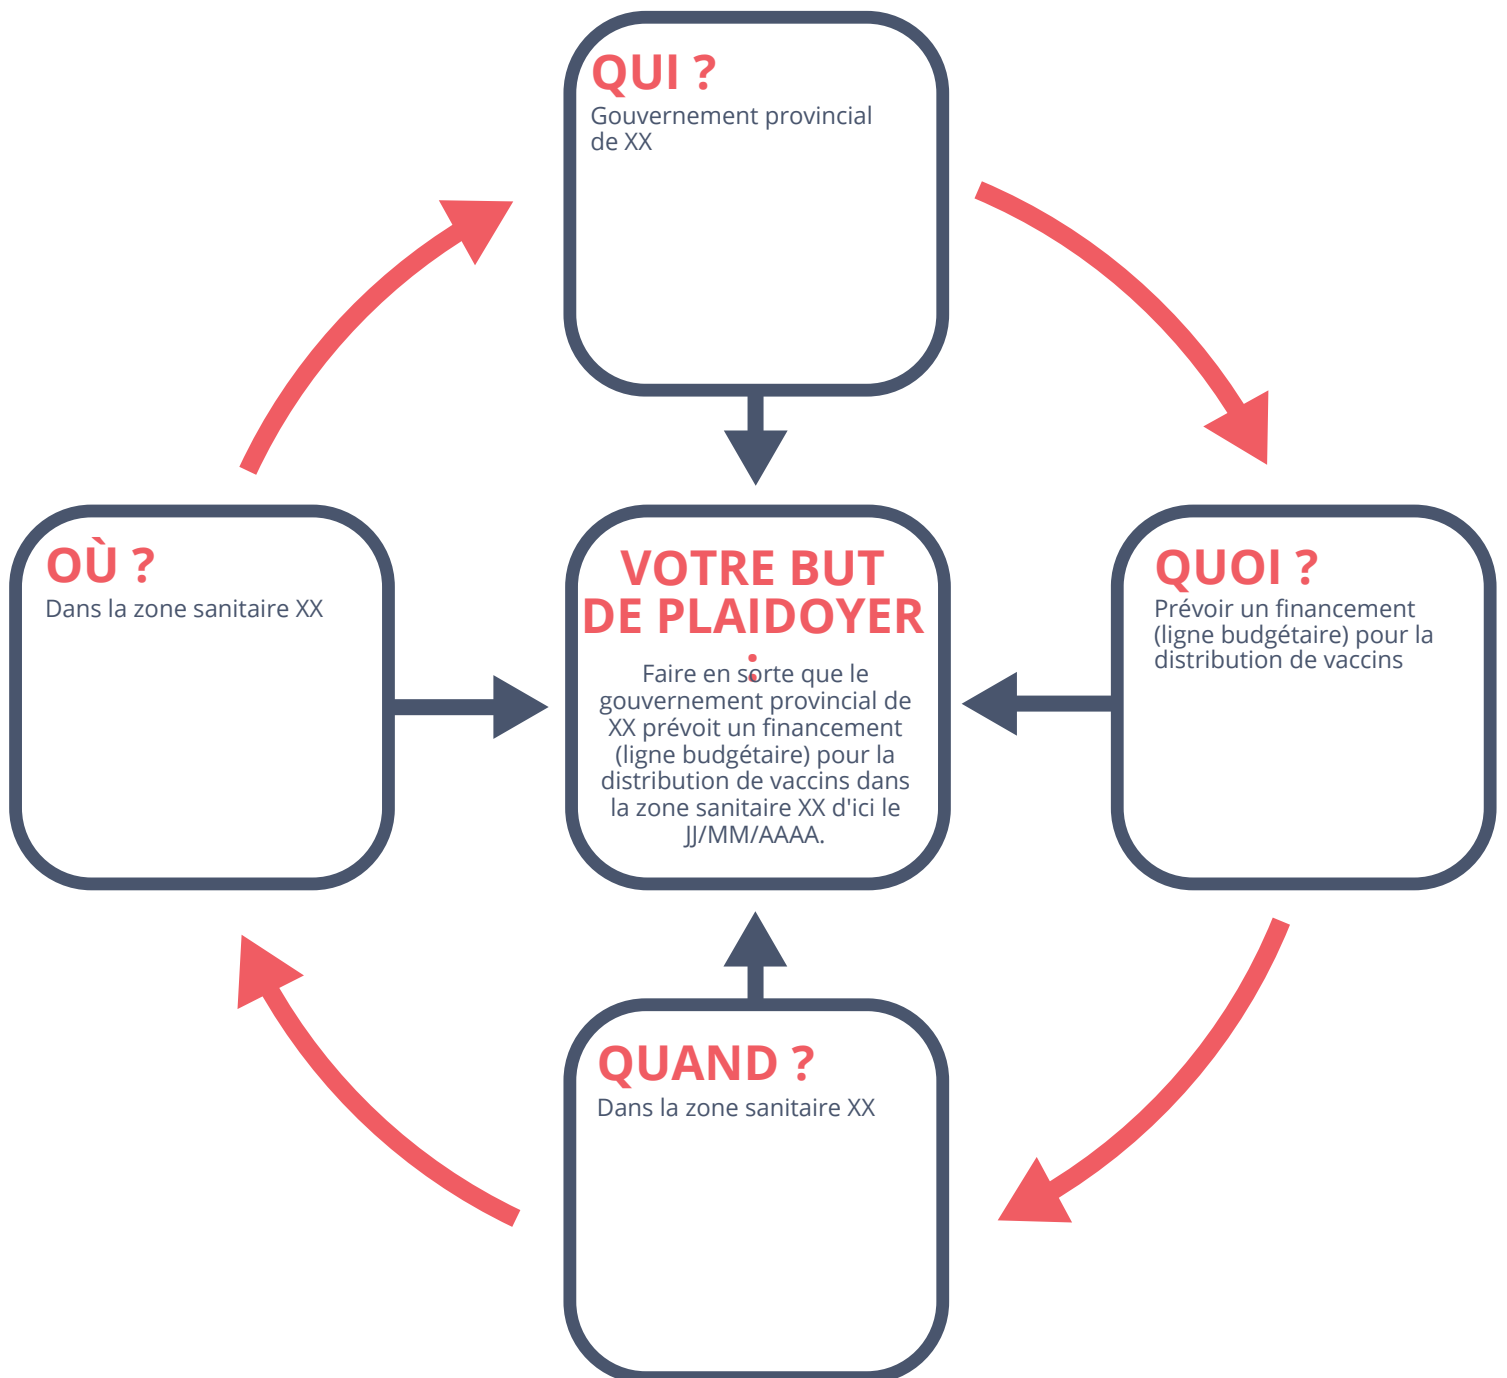 QUI ?
Gouvernement provincial
de XX
OÙ ?
Dans la zone sanitaire XX
VOTRE BUT
DE PLAIDOYER
:
Faire en sorte que le
gouvernement provincial de
XX prévoit un financement
(ligne budgétaire) pour la
distribution de vaccins dans
la zone sanitaire XX d'ici le
JJ/MM/AAAA.
QUOI ?
Prévoir un financement
(ligne budgétaire) pour la
distribution de vaccins
QUAND ?
Dans la zone sanitaire XX